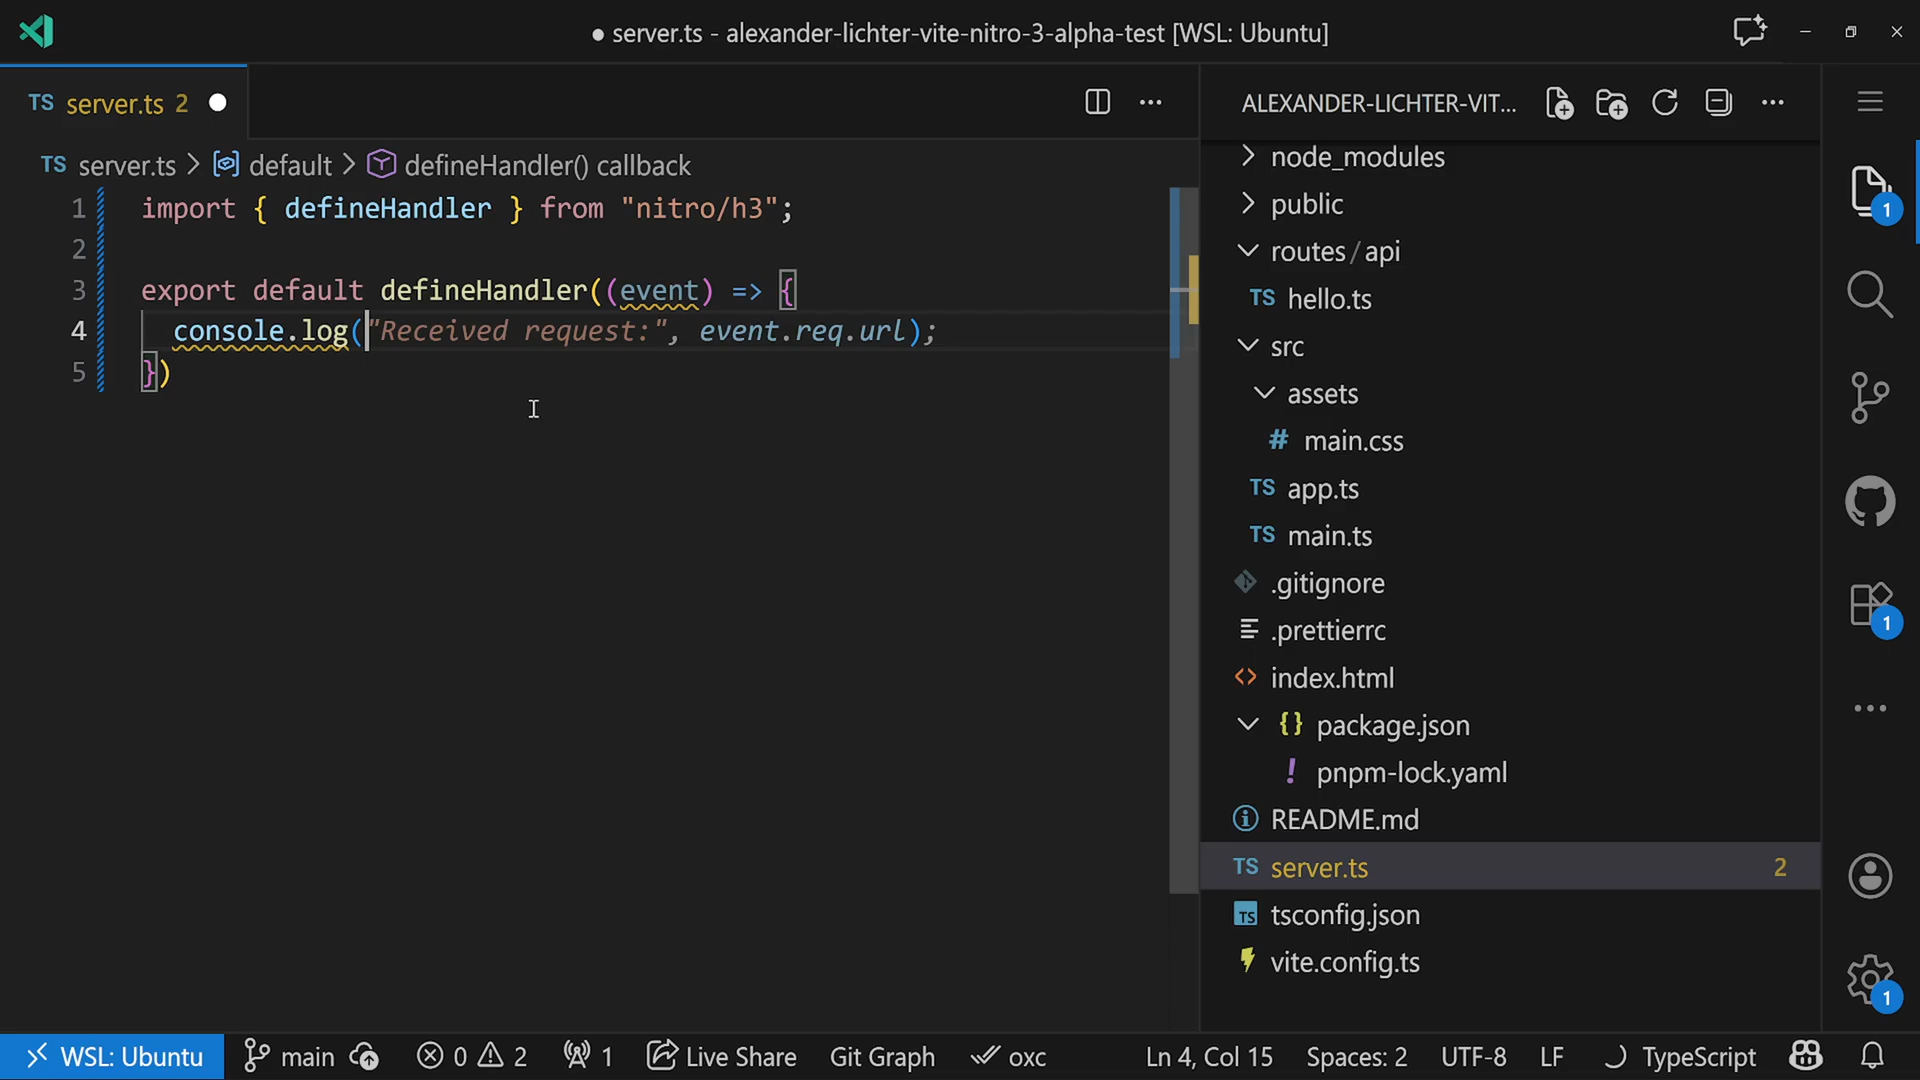 ● server.ts - alexander-lichter-vite-nitro-3-alpha-test [WSL: Ubuntu]
TS server.ts 2
TS server.ts > default > defineHandler() callback
1 import { defineHandler } from "nitro/h3";
2
3 export default defineHandler((event) => {
4 console.log("Received request:", event.req.url);
5 })
ALEXANDER-LICHTER-VIT...
node_modules
public
routes / api
TS hello.ts
src
assets
# main.css
TS app.ts
TS main.ts
.gitignore
.prettierrc
<> index.html
{} package.json
! pnpm-lock.yaml
README.md
TS server.ts 2
TS tsconfig.json
vite.config.ts
1
1
1
WSL: Ubuntu
main
0
2
1
Live Share
Git Graph
oxc
Ln 4, Col 15
Spaces: 2
UTF-8
LF
TypeScript